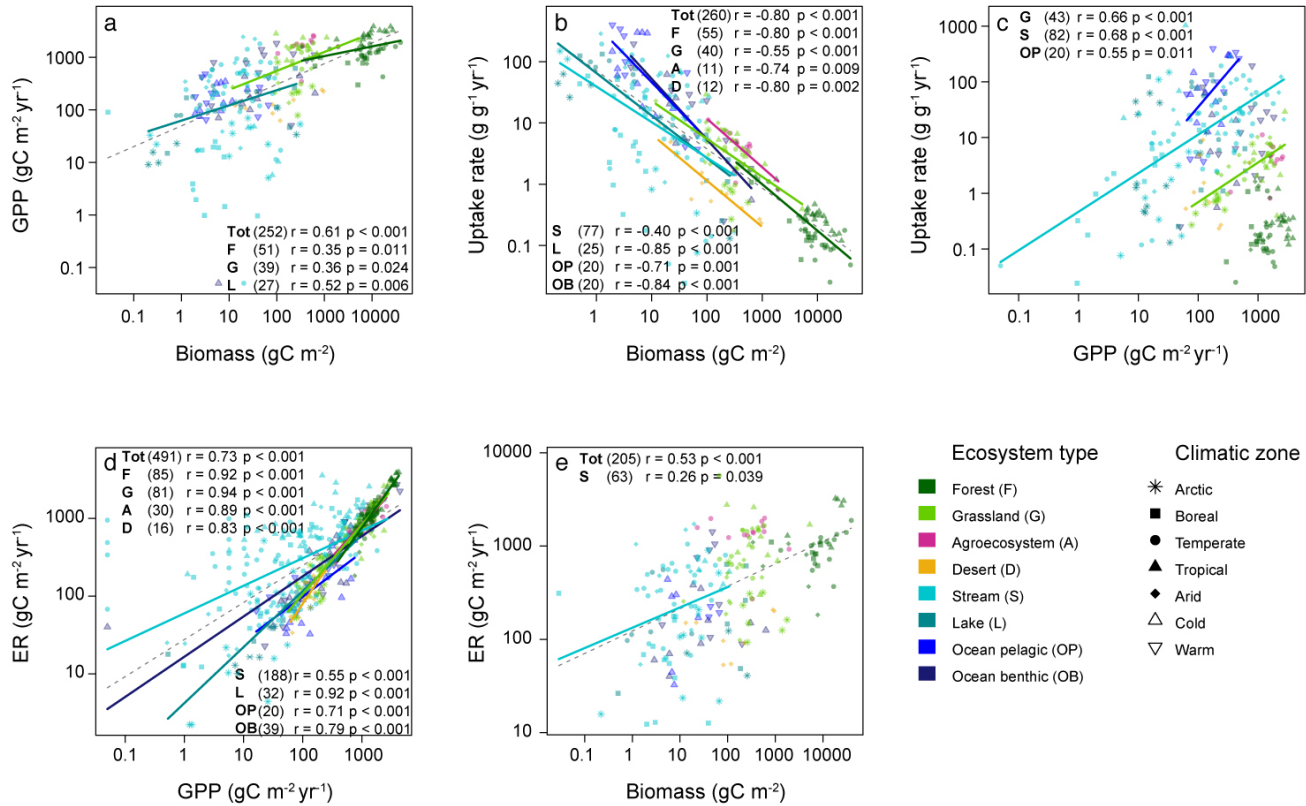 a
GPP (gC m⁻² yr⁻¹)
1000
100
10
1
0.1
Tot (252) r = 0.61 p < 0.001
F (51) r = 0.35 p = 0.011
G (39) r = 0.36 p = 0.024
L (27) r = 0.52 p = 0.006
0.1 1 10 100 1000 10000
Biomass (gC m⁻²)
b
Uptake rate (g g⁻¹ yr⁻¹)
1000
100
10
1
0.1
Tot (260) r = -0.80 p < 0.001
F (55) r = -0.80 p < 0.001
G (40) r = -0.55 p < 0.001
A (11) r = -0.74 p = 0.009
D (12) r = -0.80 p = 0.002
S (77) r = -0.40 p < 0.001
L (25) r = -0.85 p < 0.001
OP (20) r = -0.71 p = 0.001
OB (20) r = -0.84 p < 0.001
1 10 100 1000 10000
Biomass (gC m⁻²)
c
Uptake rate (g g⁻¹ yr⁻¹)
1000
100
10
1
0.1
G (43) r = 0.66 p < 0.001
S (82) r = 0.68 p < 0.001
OP (20) r = 0.55 p = 0.011
0.1 1 10 100 1000
GPP (gC m⁻² yr⁻¹)
d
ER (gC m⁻² yr⁻¹)
1000
100
10
Tot (491) r = 0.73 p < 0.001
F (85) r = 0.92 p < 0.001
G (81) r = 0.94 p < 0.001
A (30) r = 0.89 p < 0.001
D (16) r = 0.83 p < 0.001
S (188) r = 0.55 p < 0.001
L (32) r = 0.92 p < 0.001
OP (20) r = 0.71 p < 0.001
OB (39) r = 0.79 p < 0.001
0.1 1 10 100 1000
GPP (gC m⁻² yr⁻¹)
e
ER (gC m⁻² yr⁻¹)
10000
1000
100
10
Tot (205) r = 0.53 p < 0.001
S (63) r = 0.26 p = 0.039
0.1 1 10 100 1000 10000
Biomass (gC m⁻²)
Ecosystem type
Forest (F)
Grassland (G)
Agroecosystem (A)
Desert (D)
Stream (S)
Lake (L)
Ocean pelagic (OP)
Ocean benthic (OB)
Climatic zone
Arctic
Boreal
Temperate
Tropical
Arid
Cold
Warm